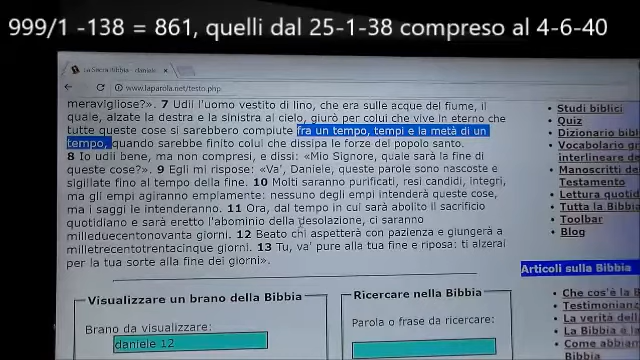 999/1 -138 = 861, quelli dal 25-1-38 compreso al 4-6-40
La Sacra Bibbia - daniele
www.laparola.net/testo.php
meravigliose?». 7 Udii l'uomo vestito di lino, che era sulle acque del fiume, il
quale, alzate la destra e la sinistra al cielo, giurò per colui che vive in eterno che
tutte queste cose si sarebbero compiute fra un tempo, tempi e la metà di un
tempo, quando sarebbe finito colui che dissipa le forze del popolo santo.
8 Io udii bene, ma non compresi, e dissi: «Mio Signore, quale sarà la fine di
queste cose?». 9 Egli mi rispose: «Va', Daniele, queste parole sono nascoste e
sigillate fino al tempo della fine. 10 Molti saranno purificati, resi candidi, integri,
ma gli empi agiranno empiamente: nessuno degli empi intenderà queste cose,
ma i saggi le intenderanno. 11 Ora, dal tempo in cui sarà abolito il sacrificio
quotidiano e sarà eretto l'abominio della desolazione, ci saranno
milleduecentonovanta giorni. 12 Beato chi aspetterà con pazienza e giungerà a
milletrecentotrentacinque giorni. 13 Tu, va' pure alla tua fine e riposa: ti alzerai
per la tua sorte alla fine dei giorni».
Visualizzare un brano della Bibbia
Brano da visualizzare:
daniele 12
Ricercare nella Bibbia
Parola o frase da ricercare:
Studi biblici
Quiz
Dizionario bibl
Vocabolario
interlineare de
Manoscritti de
Testamento
Lettura quotid
Tutta la Bibbia
Toolbar
Blog
Articoli sulla Bibbia
Che cos'è la B
Testimonianz
La verità della
La Bibbia è la
Come abbian
Bibbia